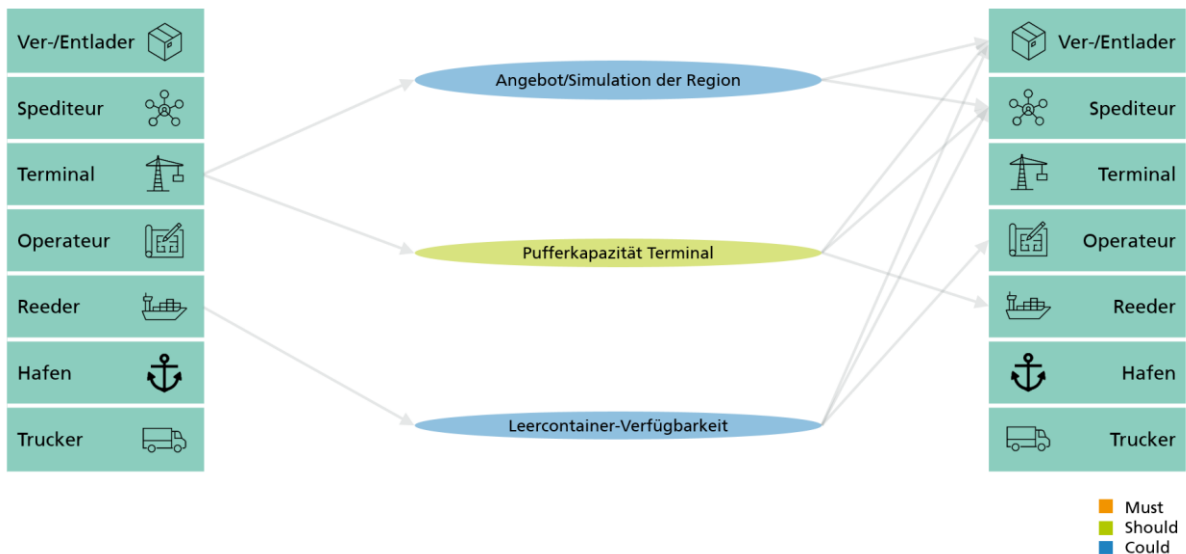 Ver-/Entlader
Spediteur
Terminal
Operateur
Reeder
Hafen
Trucker
Angebot/Simulation der Region
Pufferkapazität Terminal
Leercontainer-Verfügbarkeit
Ver-/Entlader
Spediteur
Terminal
Operateur
Reeder
Hafen
Trucker
Must
Should
Could